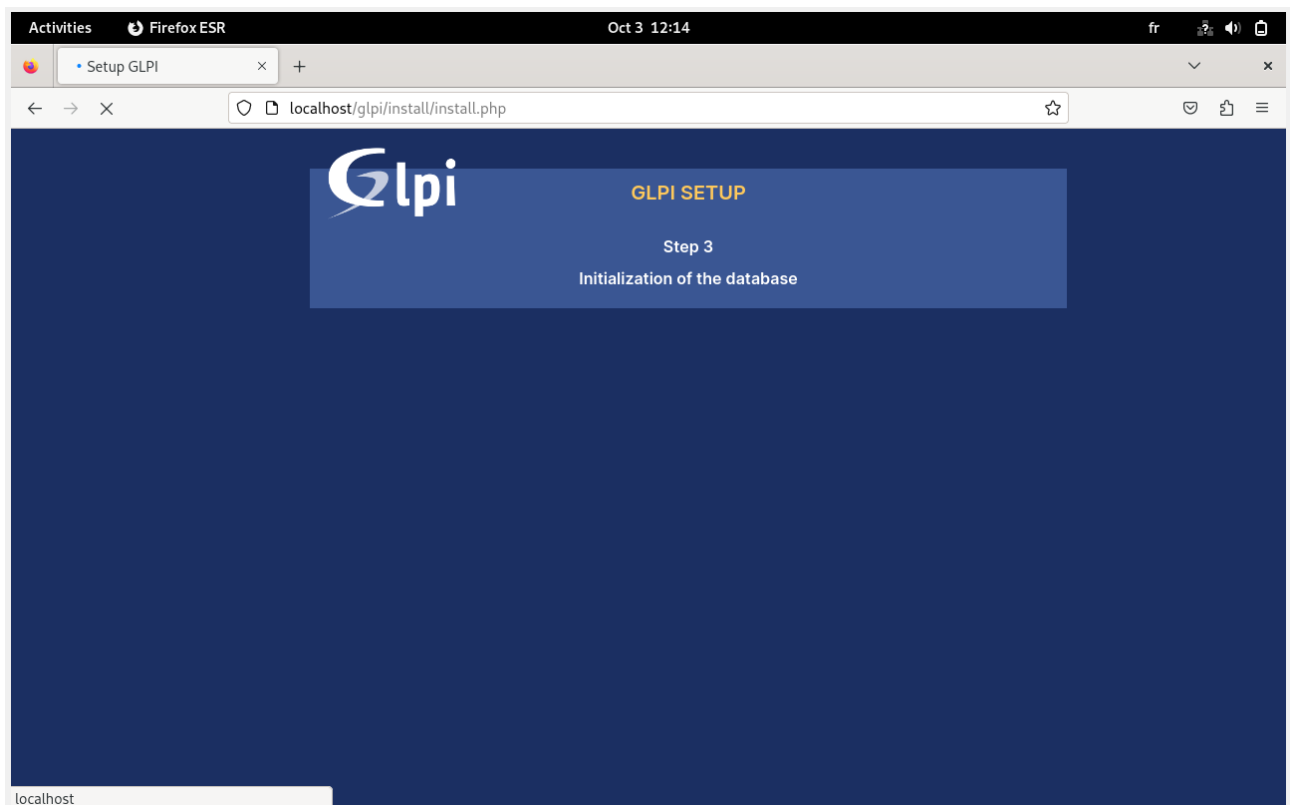 Activities Firefox ESR Oct 3 12:14 fr
Setup GLPI
localhost/glpi/install/install.php
Glpi
GLPI SETUP
Step 3
Initialization of the database
localhost